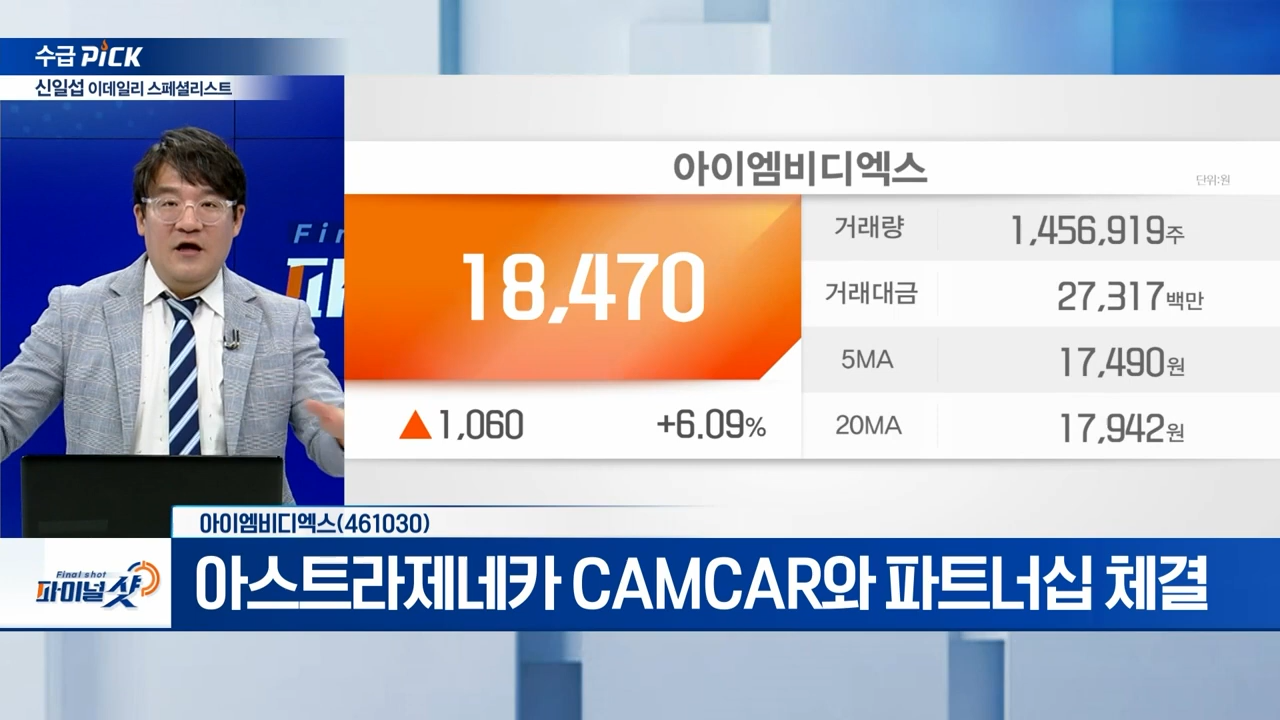 수급 PiCK
신일섭 이데일리 스페셜리스트
Fin
파
아이엠비디엑스
단위:원
18,470
▲1,060 +6.09%
거래량 1,456,919주
거래대금 27,317백만
5MA 17,490원
20MA 17,942원
아이엠비디엑스(461030)
Final shot
파이널샷
아스트라제네카 CAMCAR와 파트너십 체결